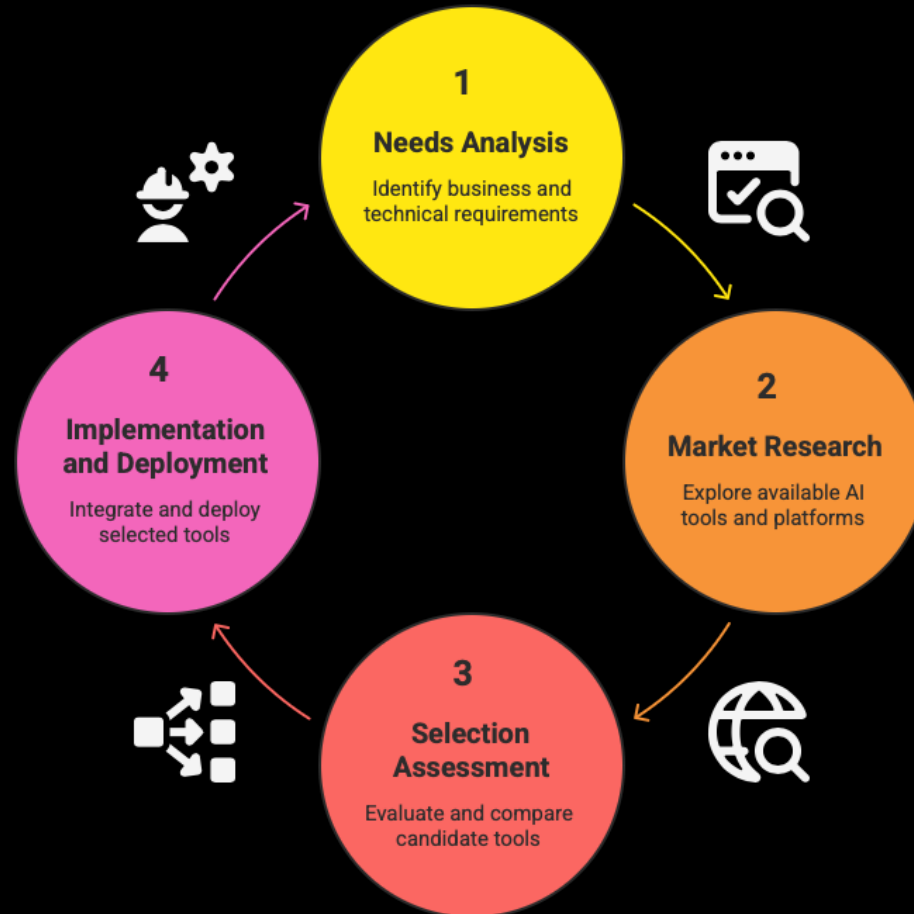 1
Needs Analysis
Identify business and
technical requirements
2
Market Research
Explore available AI
tools and platforms
3
Selection
Assessment
Evaluate and compare
candidate tools
4
Implementation
and Deployment
Integrate and deploy
selected tools